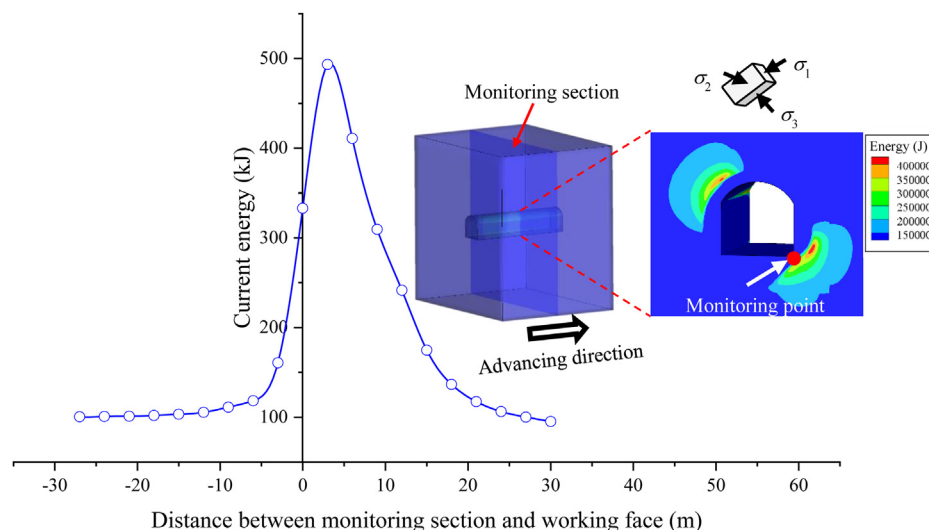 500
400
300
200
100
Current energy (kJ)
-30
-20
-10
0
10
20
30
40
50
60
Distance between monitoring section and working face (m)
Monitoring section
Advancing direction
σ1
σ2
σ3
Monitoring point
Energy (J)
400000
350000
300000
250000
200000
150000